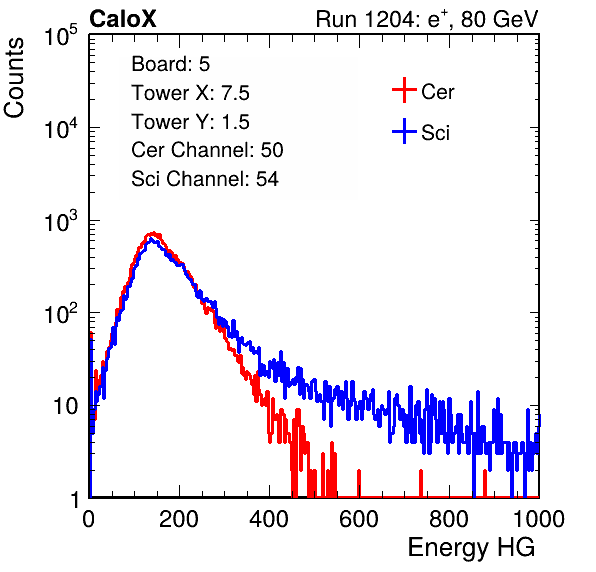 CaloX Run 1204: e⁺, 80 GeV
Counts
10⁵
10⁴
10³
10²
10
1
Board: 5
Tower X: 7.5
Tower Y: 1.5
Cer Channel: 50
Sci Channel: 54
Cer
Sci
0 200 400 600 800 1000
Energy HG